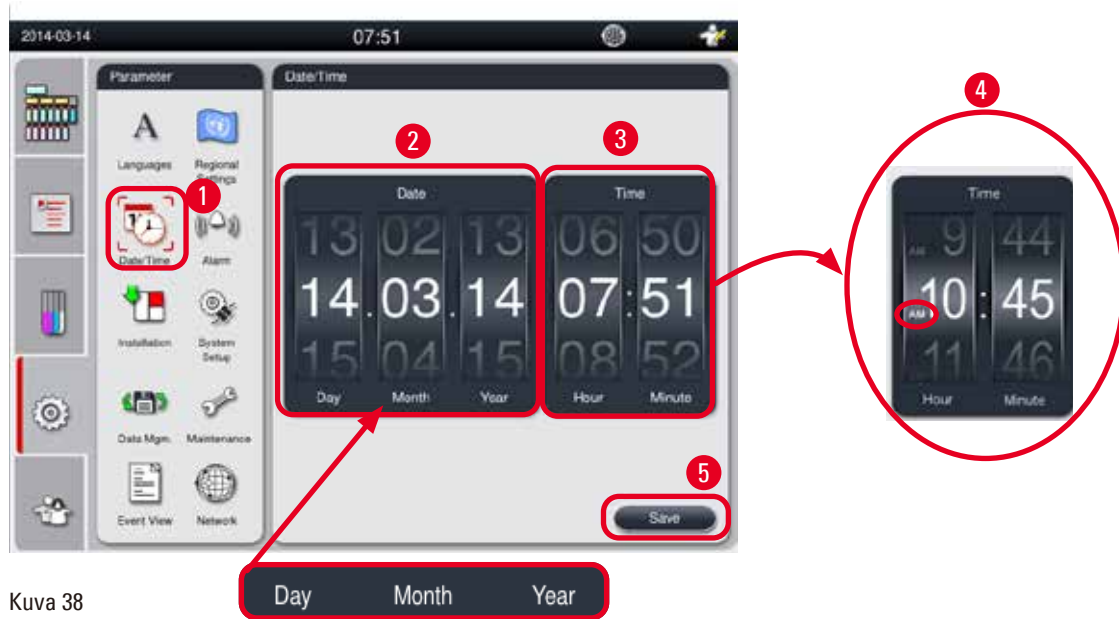 2014-03-14 07:51
Parameter
Date/Time
Languages Regional Settings
Date/Time Alarm
Installation System Setup
Data Mgm. Maintenance
Event View Network
1
2
3
4
5
Date
13 02 13
14.03.14
15 04 15
Day Month Year
Time
06 50
07:51
08 52
Hour Minute
Save
Time
AM 9 44
AM 10:45
11 46
Hour Minute
Day Month Year
Kuva 38